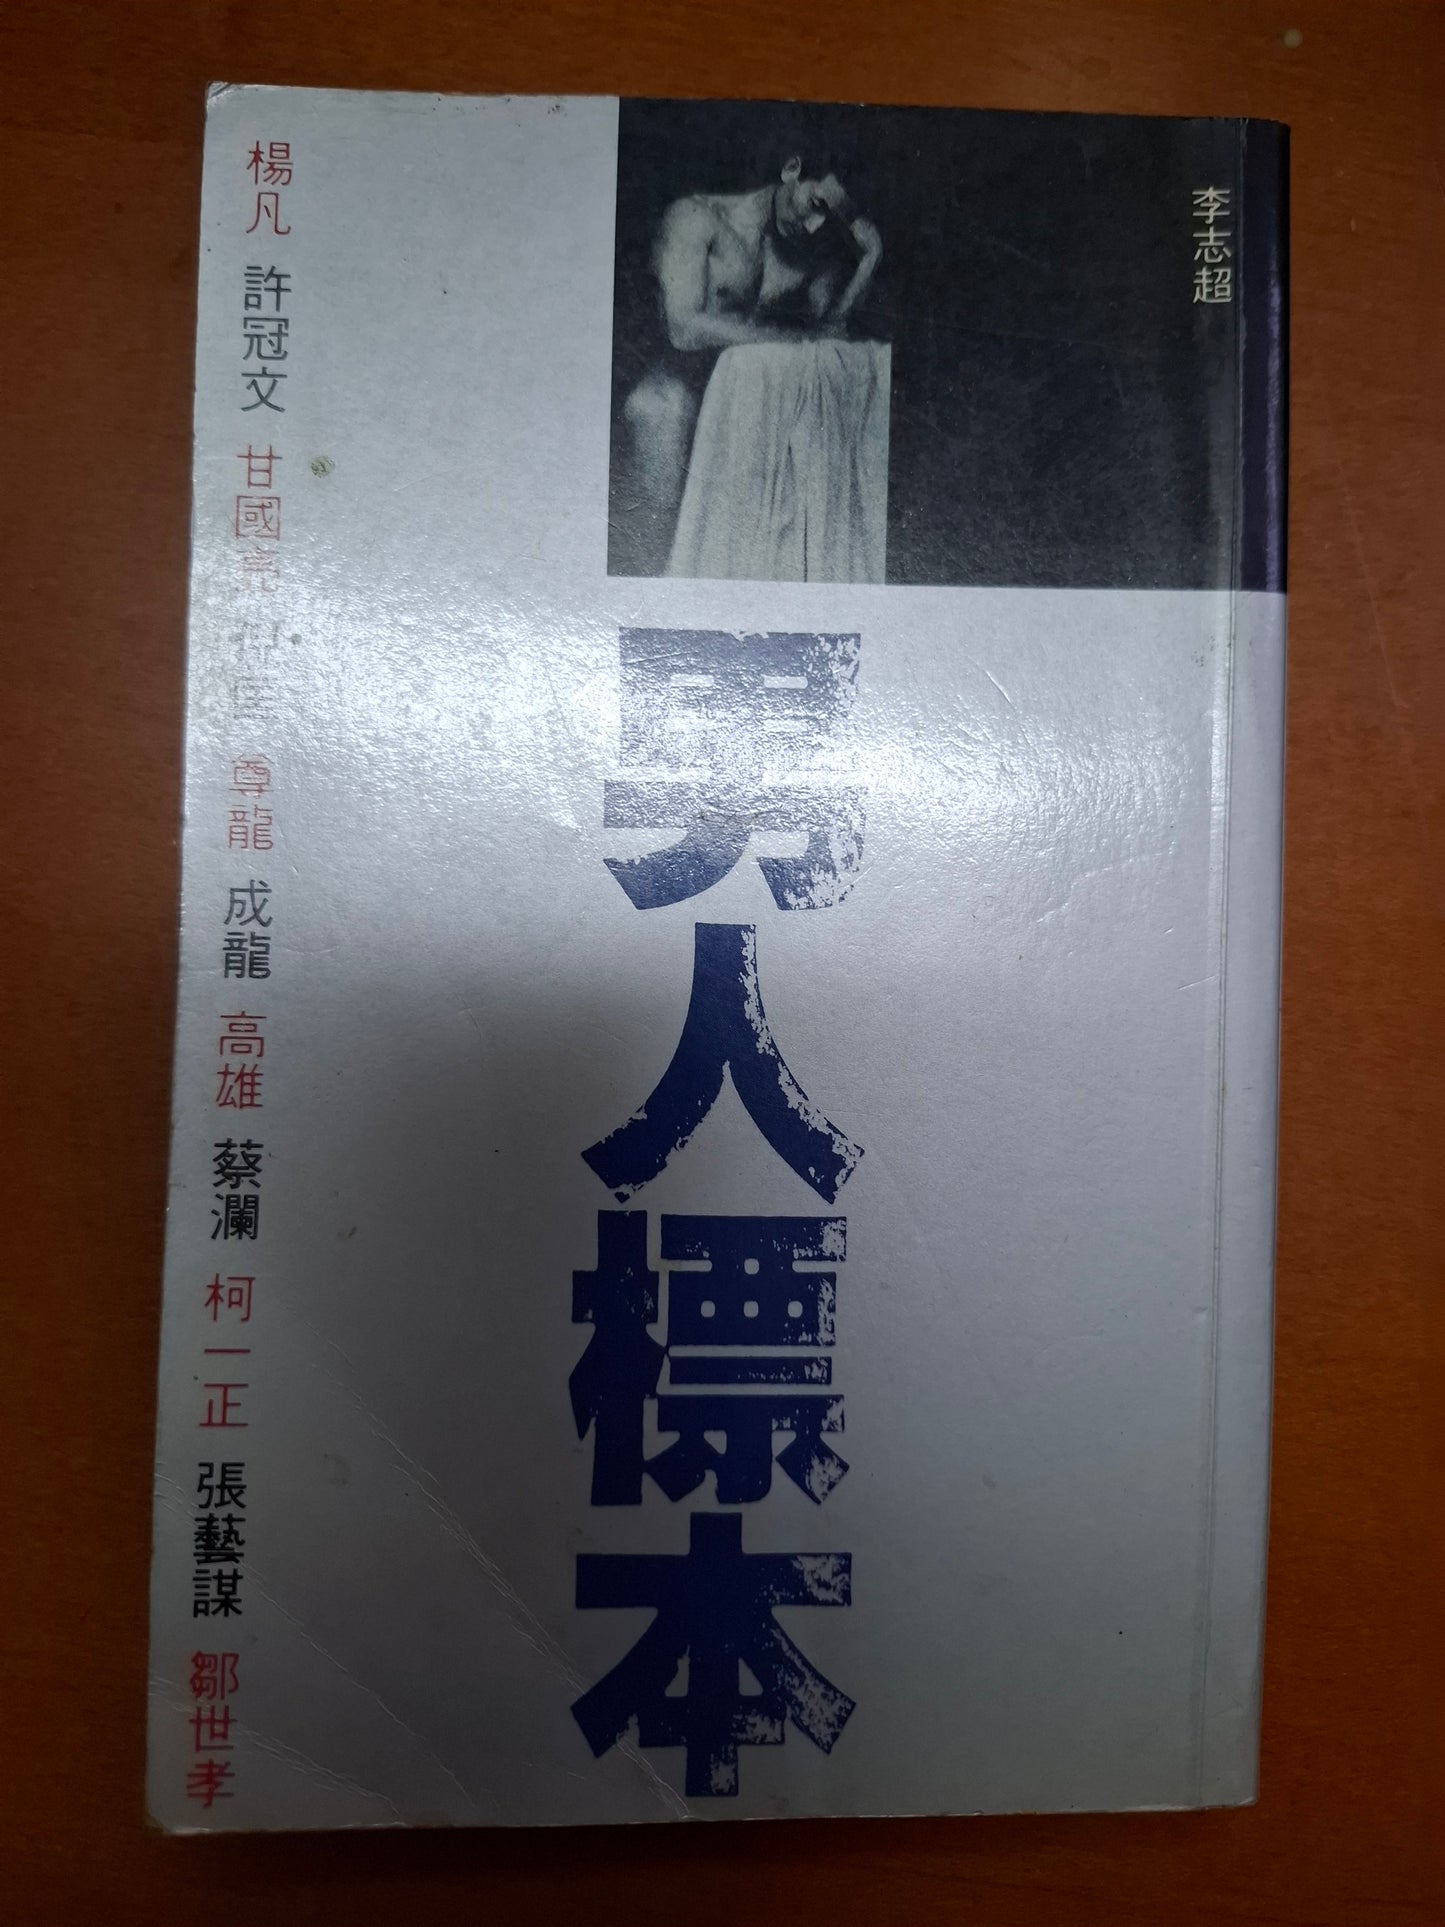 李志超
男人標本
楊凡 許冠文 甘國亮 尊龍 成龍 高雄 蔡瀾 柯一正 張藝謀 鄒世孝